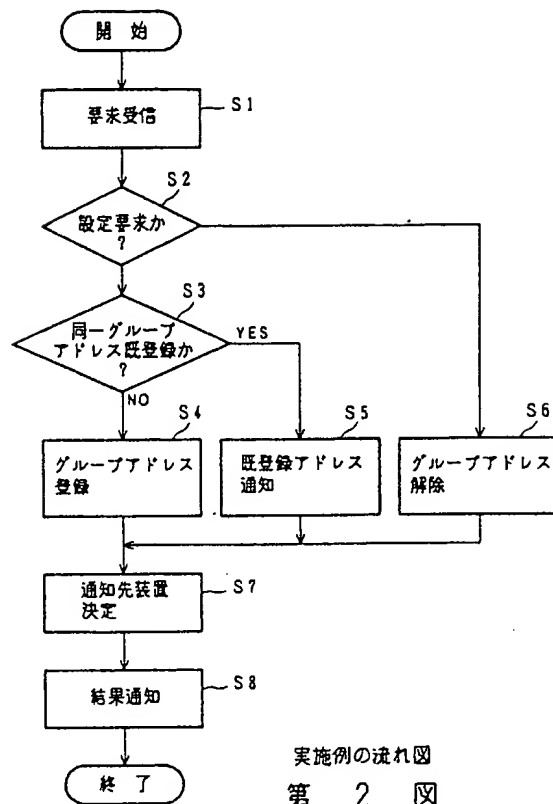 開始
要求受信
S1
S2
設定要求か
?
S3
同一グループ
アドレス既登録か
?
YES
NO
S4
グループアドレス
登録
S5
既登録アドレス
通知
S6
グループアドレス
解除
通知先装置
決定
S7
結果通知
S8
終了
実施例の流れ図
第 2 図